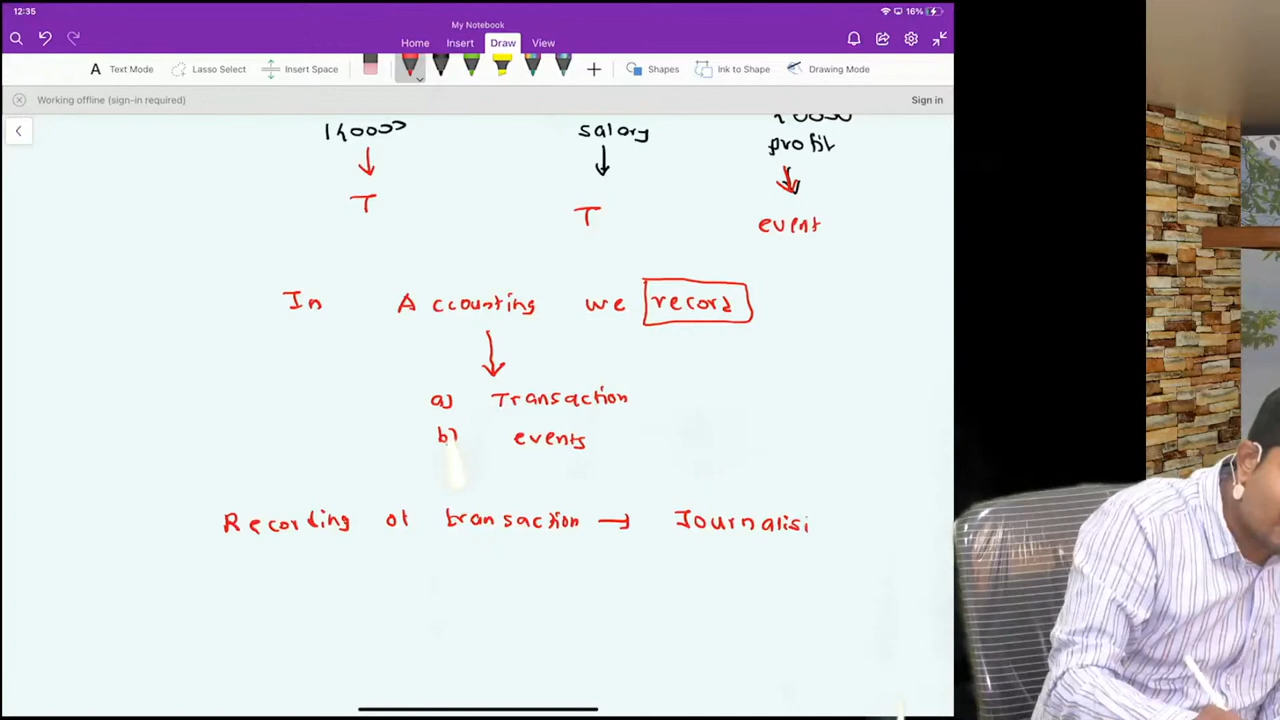 12:35
16%
My Notebook
Home Insert Draw View
Text Mode Lasso Select Insert Space Shapes Ink to Shape Drawing Mode
Working offline (sign-in required) Sign in
salary
profit
T T
event
In Accounting we record
a) Transaction
b) events
Recording of transaction → Journalisi